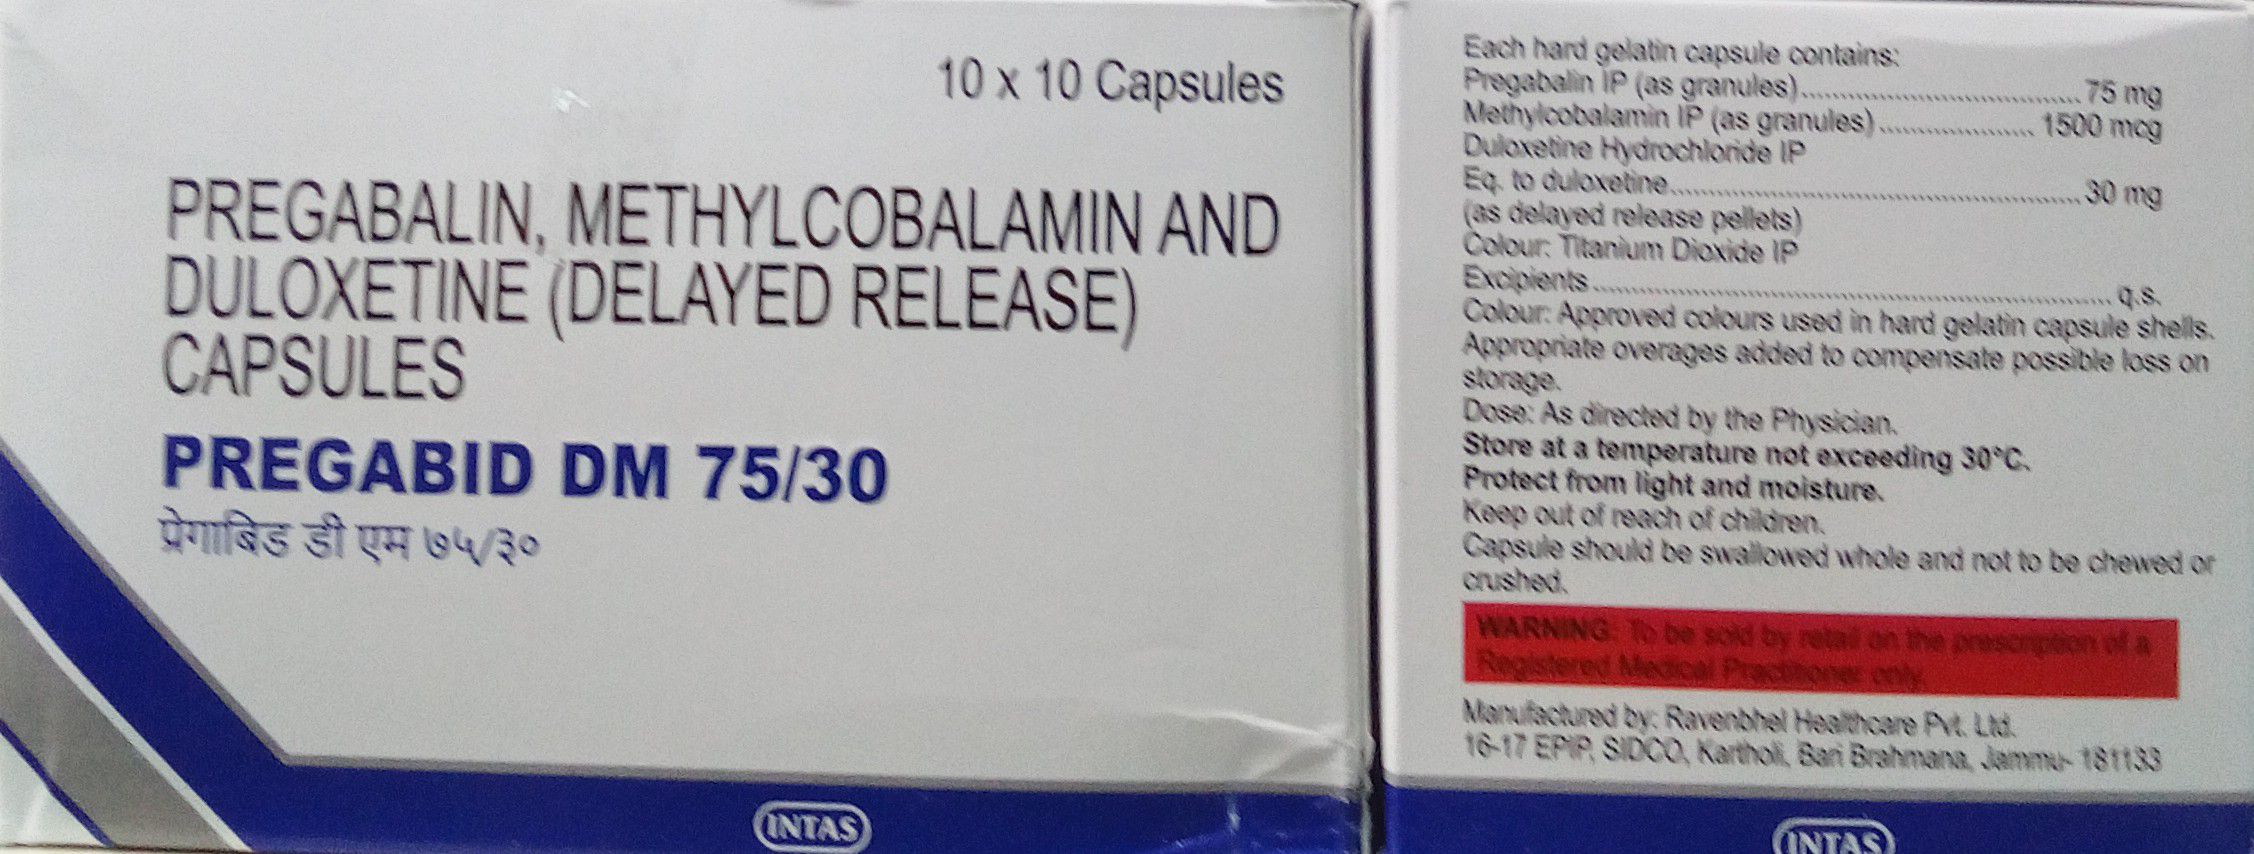 10 x 10 Capsules
PREGABALIN, METHYLCOBALAMIN AND
DULOXETINE (DELAYED RELEASE)
CAPSULES
PREGABID DM 75/30
प्रेगाबिड डी एम ७५/३०
INTAS
Each hard gelatin capsule contains:
Pregabalin IP (as granules)....................................75 mg
Methylcobalamin IP (as granules)..................... 1500 mcg
Duloxetine Hydrochloride IP
Eq. to duloxetine......................................................30 mg
(as delayed release pellets)
Colour: Titanium Dioxide IP
Excipients.................................................................... q.s.
Colour: Approved colours used in hard gelatin capsule shells.
Appropriate overages added to compensate possible loss on
storage.
Dose: As directed by the Physician.
Store at a temperature not exceeding 30°C.
Protect from light and moisture.
Keep out of reach of children.
Capsule should be swallowed whole and not to be chewed or
crushed.
WARNING: To be sold by retail on the prescription of a
Registered Medical Practitioner only.
Manufactured by: Ravenbhel Healthcare Pvt. Ltd.
16-17 EPIP, SIDCO, Kartholi, Bari Brahmana, Jammu- 181133
INTAS